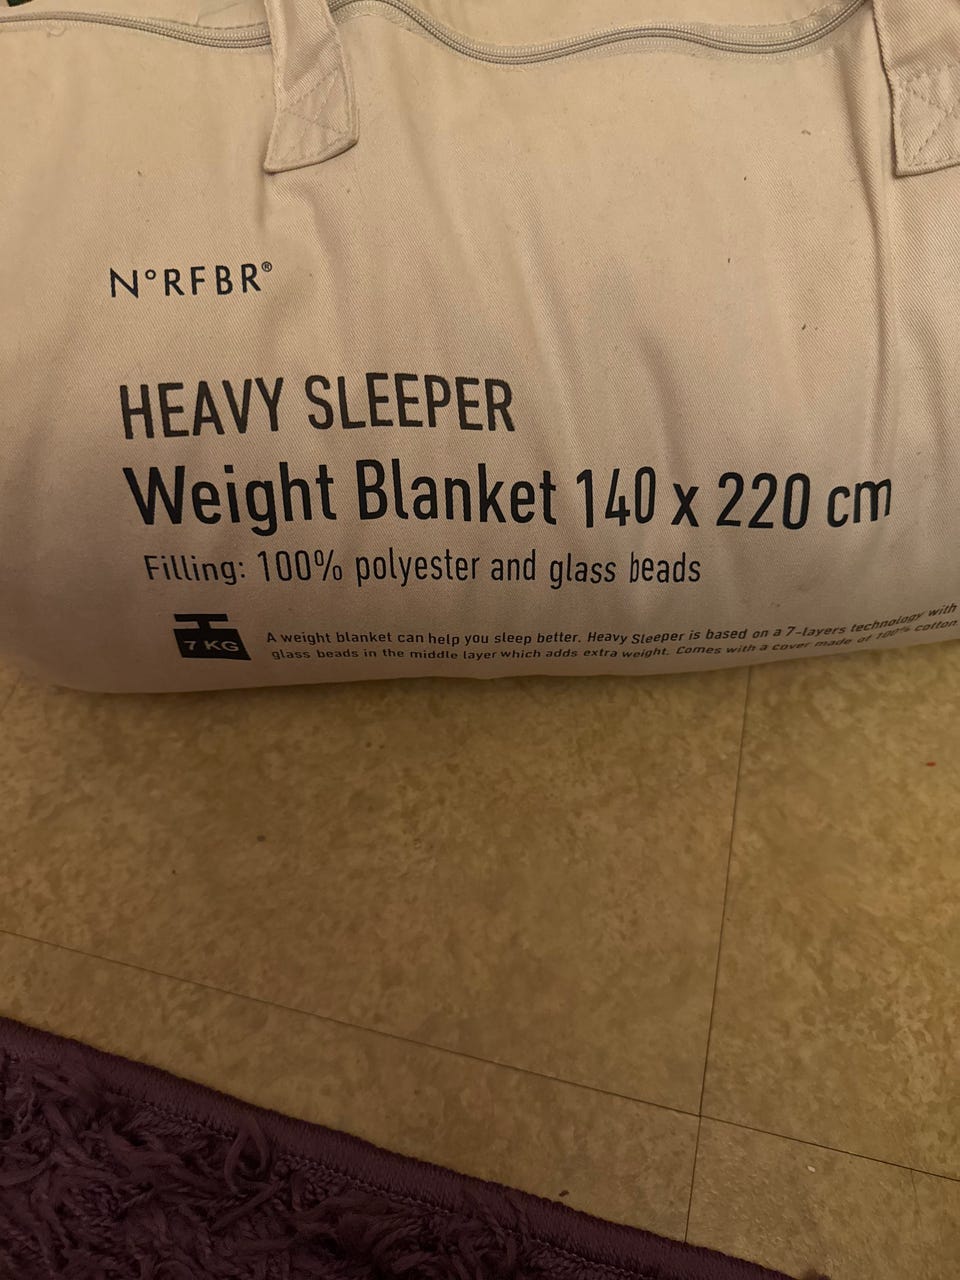 N°RFBR®
HEAVY SLEEPER
Weight Blanket 140 x 220 cm
Filling: 100% polyester and glass beads
7 KG
A weight blanket can help you sleep better. Heavy Sleeper is based on a 7-layers technology with
glass beads in the middle layer which adds extra weight. Comes with a cover made of 100% cotton.